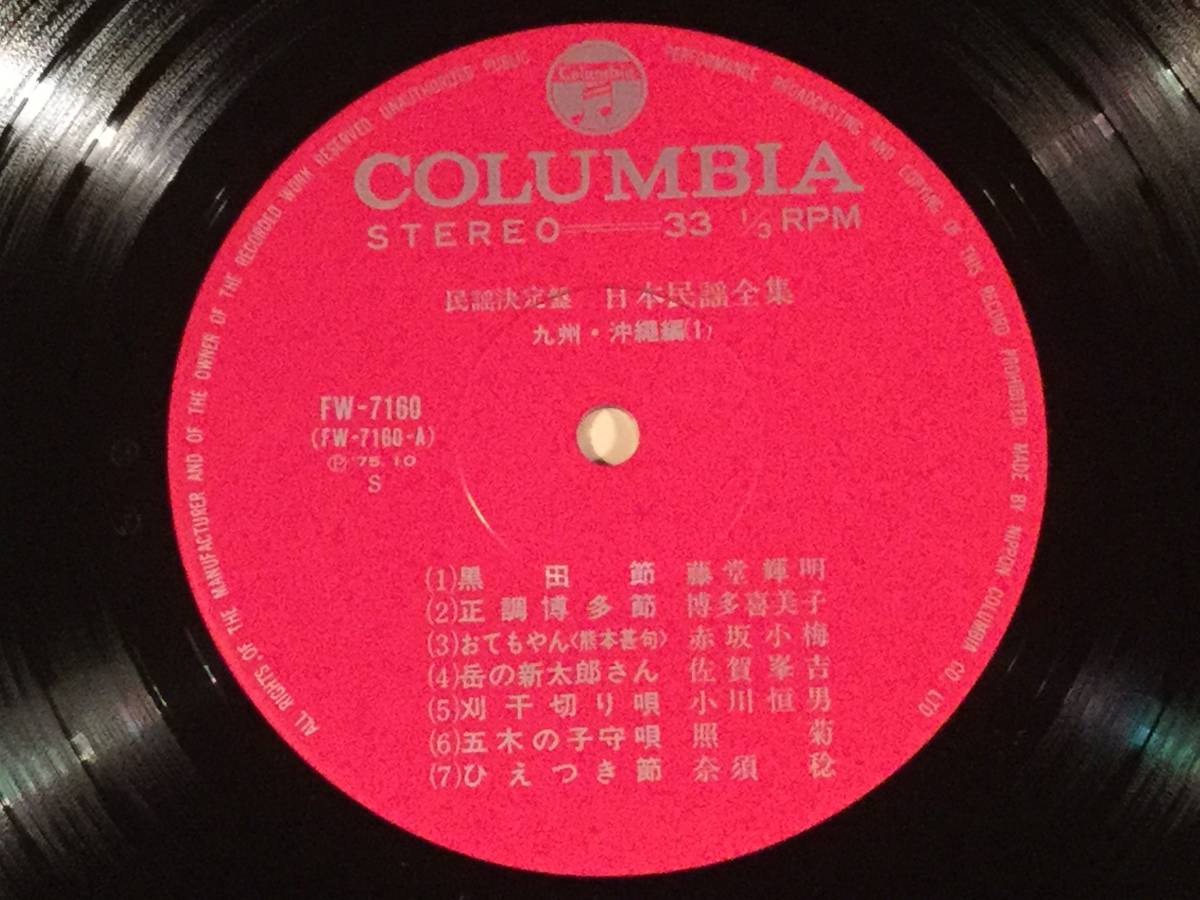 Columbia
COLUMBIA
STEREO 33 1/3 RPM
民謡決定盤 日本民謡全集
九州・沖縄編(1)
FW-7160
(FW-7160-A)
Ⓟ '75.10
S
(1)黒田節 藤堂輝明
(2)正調博多節 博多喜美子
(3)おてもやん〈熊本甚句〉 赤坂小梅
(4)岳の新太郎さん 佐賀峯吉
(5)刈干切り唄 小川恒男
(6)五木の子守唄 照菊
(7)ひえつき節 奈須稔
ALL RIGHTS OF THE MANUFACTURER AND OF THE OWNER OF THE RECORDED WORK RESERVED UNAUTHORIZED PUBLIC PERFORMANCE BROADCASTING AND COPYING OF THIS RECORD PROHIBITED MADE BY NIPPON COLUMBIA CO. LTD